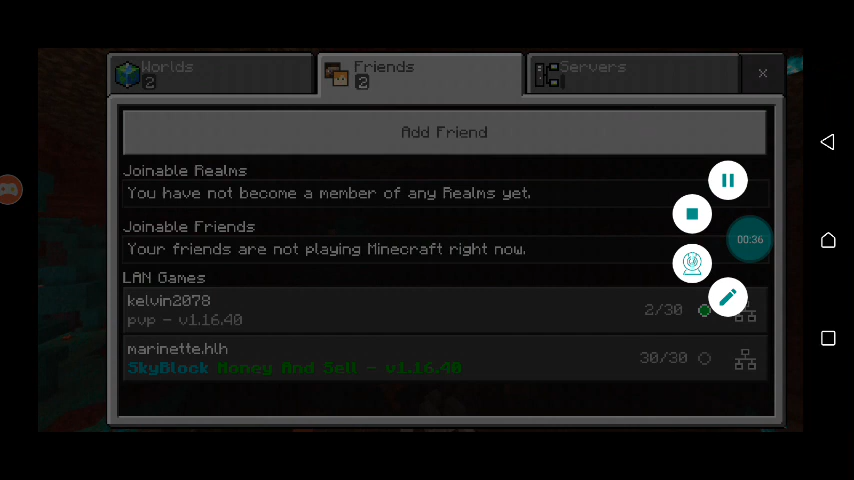 Worlds
2
Friends
2
Servers
Add Friend
Joinable Realms
You have not become a member of any Realms yet.
Joinable Friends
Your friends are not playing Minecraft right now.
LAN Games
kelvin2078
pvp - v1.16.40
2/30
marinette.hlh
SkyBlock Money And Sell - v1.16.40
30/30
00:36